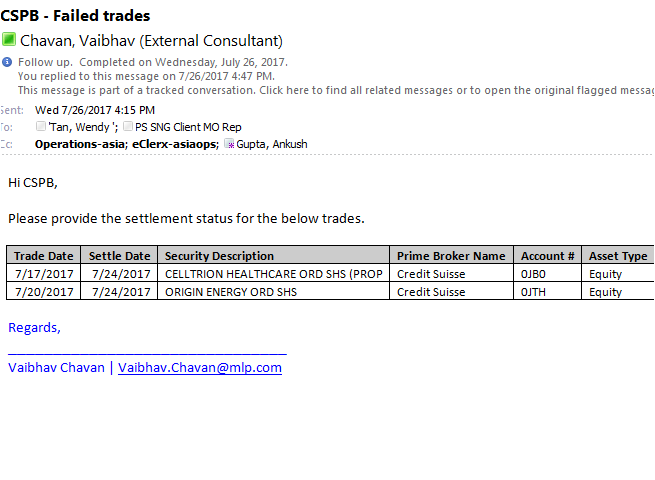 CSPB - Failed trades
Chavan, Vaibhav (External Consultant)
Follow up. Completed on Wednesday, July 26, 2017.
You replied to this message on 7/26/2017 4:47 PM.
This message is part of a tracked conversation. Click here to find all related messages or to open the original flagged
Sent: Wed 7/26/2017 4:15 PM
To: 'Tan, Wendy '; PS SNG Client MO Rep
Cc: Operations-asia; eClerx-asiaops; Gupta, Ankush
Hi CSPB,
Please provide the settlement status for the below trades.
Trade Date Settle Date Security Description Prime Broker Name Account # Asset Type
7/17/2017 7/24/2017 CELLTRION HEALTHCARE ORD SHS (PROP Credit Suisse 0JB0 Equity
7/20/2017 7/24/2017 ORIGIN ENERGY ORD SHS Credit Suisse 0JTH Equity
Regards,
Vaibhav Chavan | Vaibhav.Chavan@mlp.com